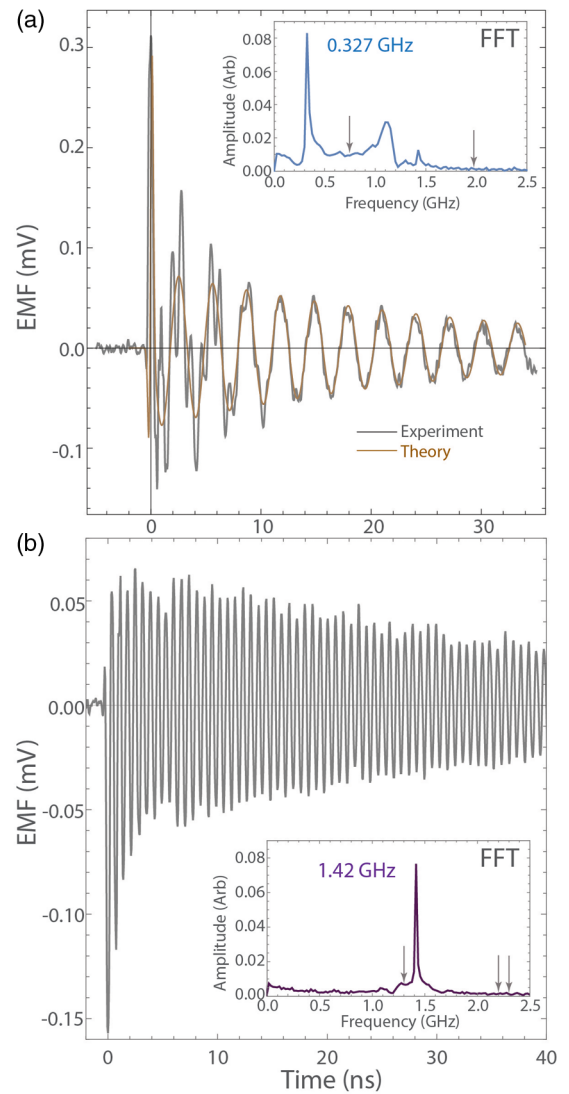 (a)
0.3
0.2
0.1
0.0
-0.1
EMF (mV)
0
10
20
30
Experiment
Theory
FFT
0.327 GHz
Amplitude (Arb)
0.08
0.06
0.04
0.02
0.00
0.0
0.5
1.0
1.5
2.0
2.5
Frequency (GHz)
(b)
0.05
0.00
-0.05
-0.10
-0.15
EMF (mV)
FFT
1.42 GHz
Amplitude (Arb)
0.08
0.06
0.04
0.02
0.00
0.0
0.5
1.0
1.5
2.0
2.5
Frequency (GHz)
0
10
20
30
40
Time (ns)